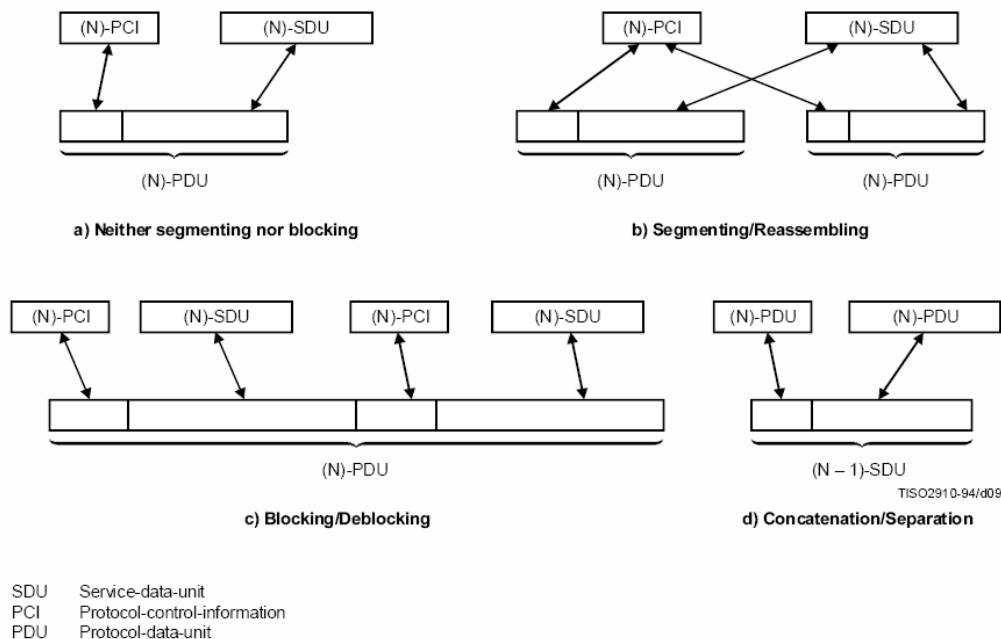 (N)-PCI (N)-SDU (N)-PCI (N)-SDU
(N)-PDU (N)-PDU (N)-PDU
a) Neither segmenting nor blocking b) Segmenting/Reassembling
(N)-PCI (N)-SDU (N)-PCI (N)-SDU (N)-PDU (N)-PDU
(N)-PDU (N – 1)-SDU
TISO2910-94/d09
c) Blocking/Deblocking d) Concatenation/Separation
SDU Service-data-unit
PCI Protocol-control-information
PDU Protocol-data-unit